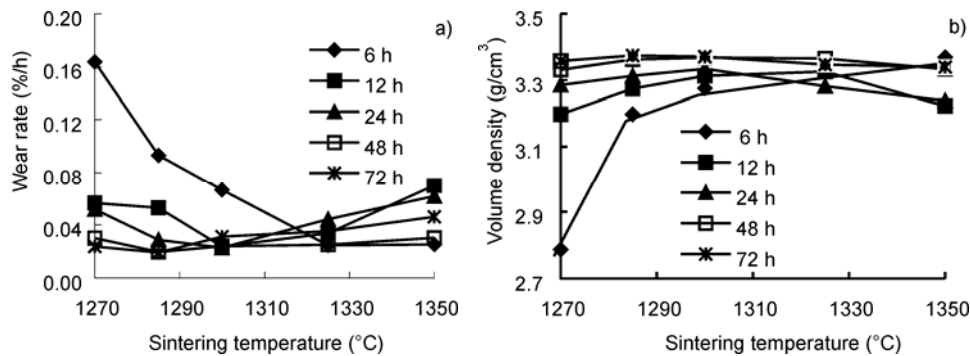 a)
Wear rate (%/h)
0.20
0.16
0.12
0.08
0.04
0.00
6 h
12 h
24 h
48 h
72 h
1270 1290 1310 1330 1350
Sintering temperature (°C)
b)
Volume density (g/cm³)
3.5
3.3
3.1
2.9
2.7
6 h
12 h
24 h
48 h
72 h
1270 1290 1310 1330 1350
Sintering temperature (°C)